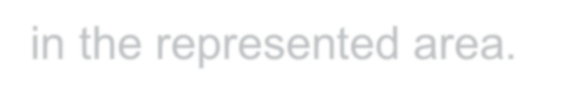 in the represented area.